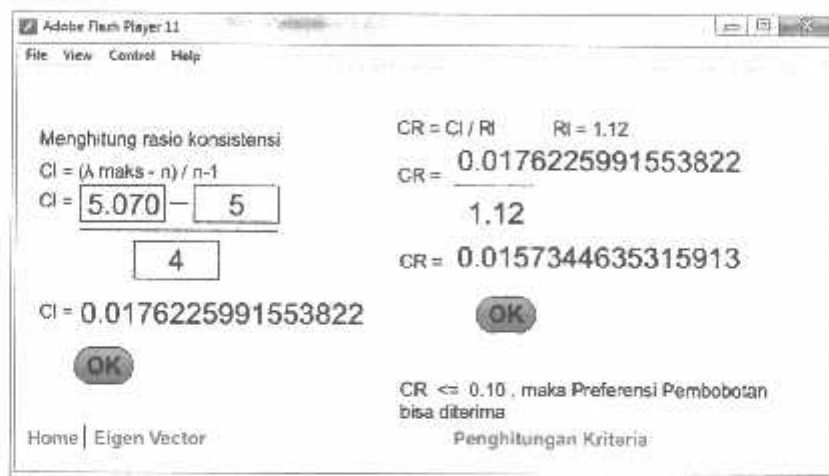 Adobe Flash Player 11
File View Control Help
Menghitung rasio konsistensi
CI = (λ maks - n) / n-1
CI = 5.070 – 5
4
CI = 0.0176225991553822
OK
CR = CI / RI RI = 1.12
CR = 0.0176225991553822
1.12
CR = 0.0157344635315913
OK
CR <= 0.10 , maka Preferensi Pembobotan
bisa diterima
Home | Eigen Vector
Penghitungan Kriteria